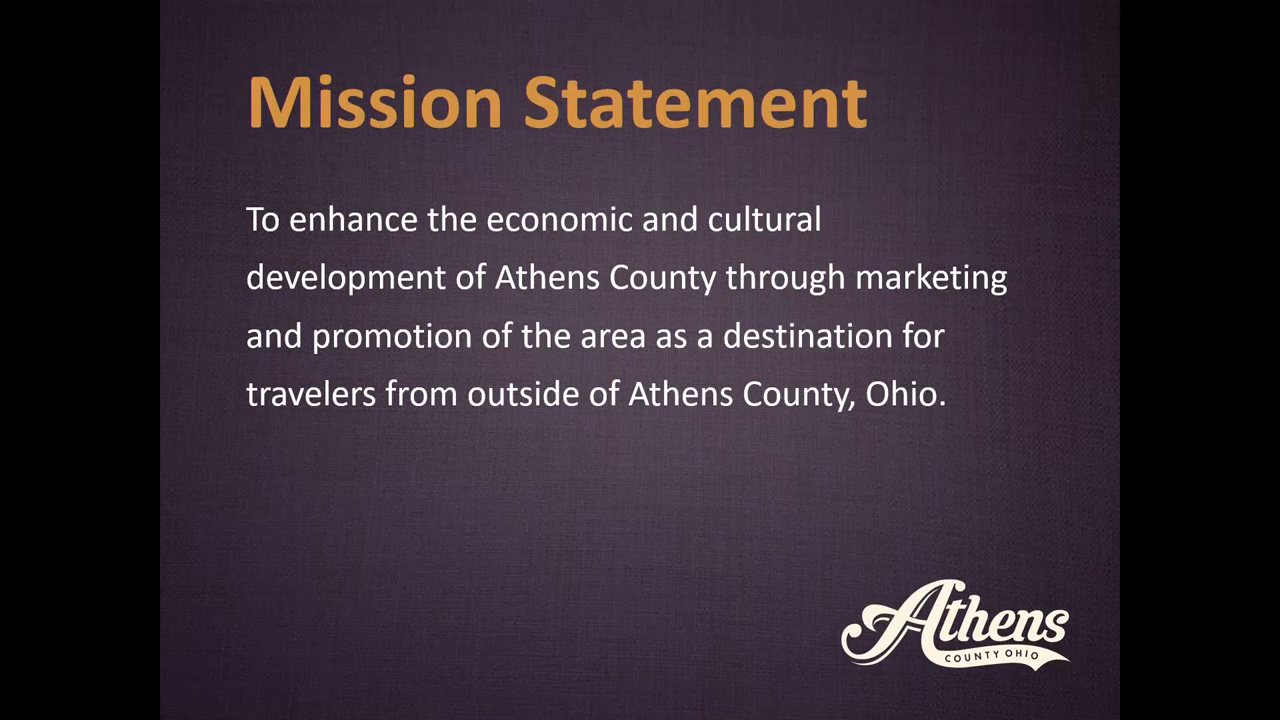 Mission Statement
To enhance the economic and cultural
development of Athens County through marketing
and promotion of the area as a destination for
travelers from outside of Athens County, Ohio.
Athens
COUNTY OHIO